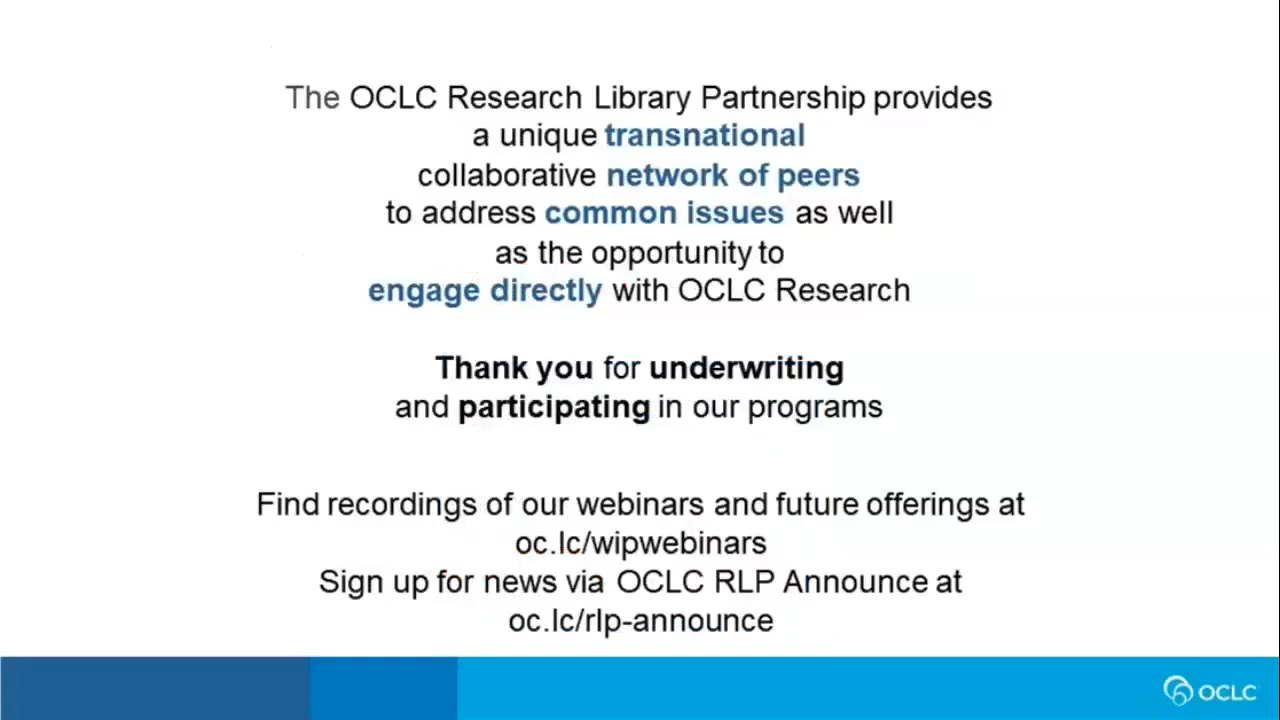 The OCLC Research Library Partnership provides
a unique transnational
collaborative network of peers
to address common issues as well
as the opportunity to
engage directly with OCLC Research
Thank you for underwriting
and participating in our programs
Find recordings of our webinars and future offerings at
oc.lc/wipwebinars
Sign up for news via OCLC RLP Announce at
oc.lc/rlp-announce
OCLC